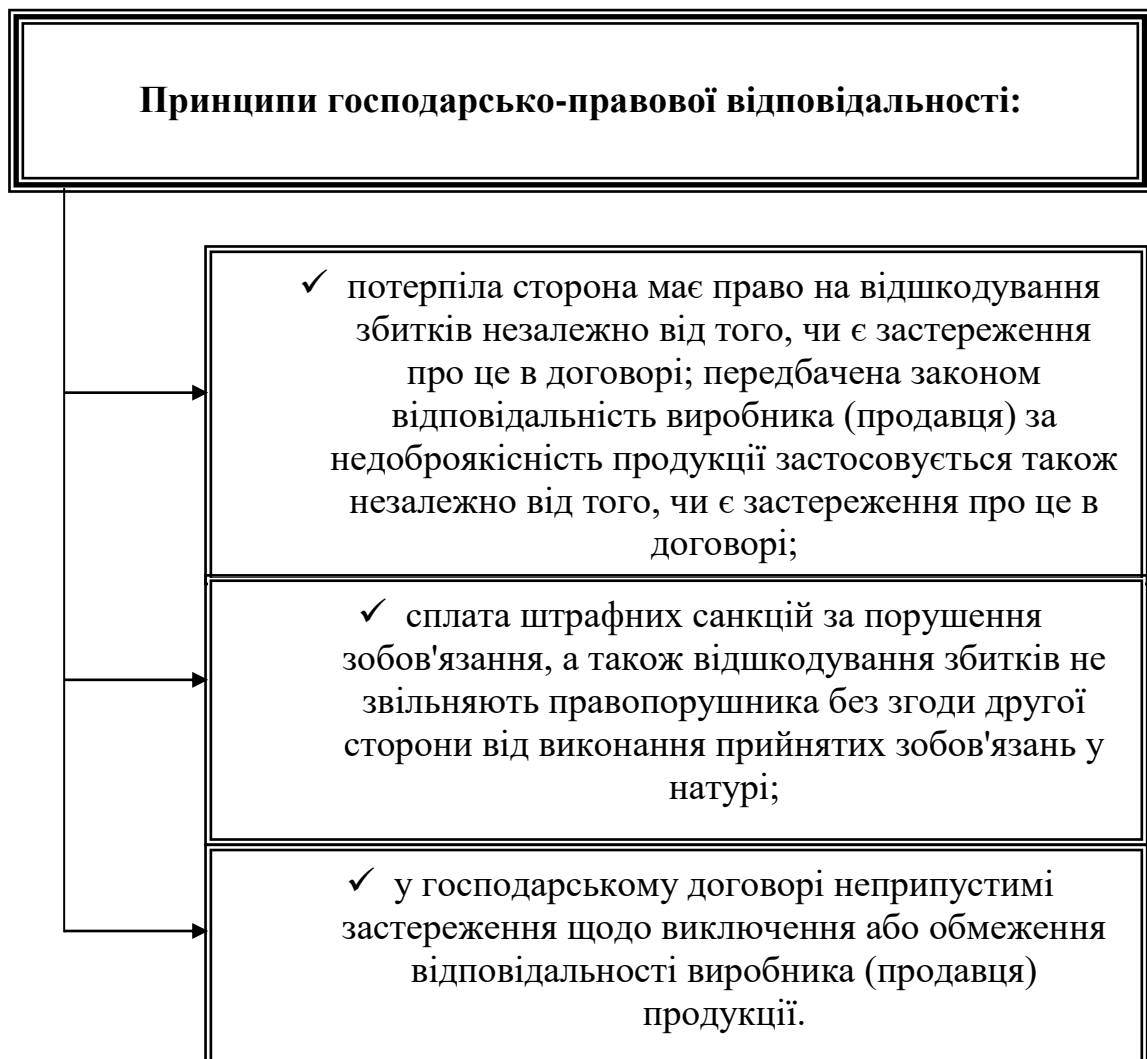 Принципи господарсько-правової відповідальності:
✓ потерпіла сторона має право на відшкодування
збитків незалежно від того, чи є застереження
про це в договорі; передбачена законом
відповідальність виробника (продавця) за
недоброякісність продукції застосовується також
незалежно від того, чи є застереження про це в
договорі;
✓ сплата штрафних санкцій за порушення
зобов'язання, а також відшкодування збитків не
звільняють правопорушника без згоди другої
сторони від виконання прийнятих зобов'язань у
натурі;
✓ у господарському договорі неприпустимі
застереження щодо виключення або обмеження
відповідальності виробника (продавця)
продукції.